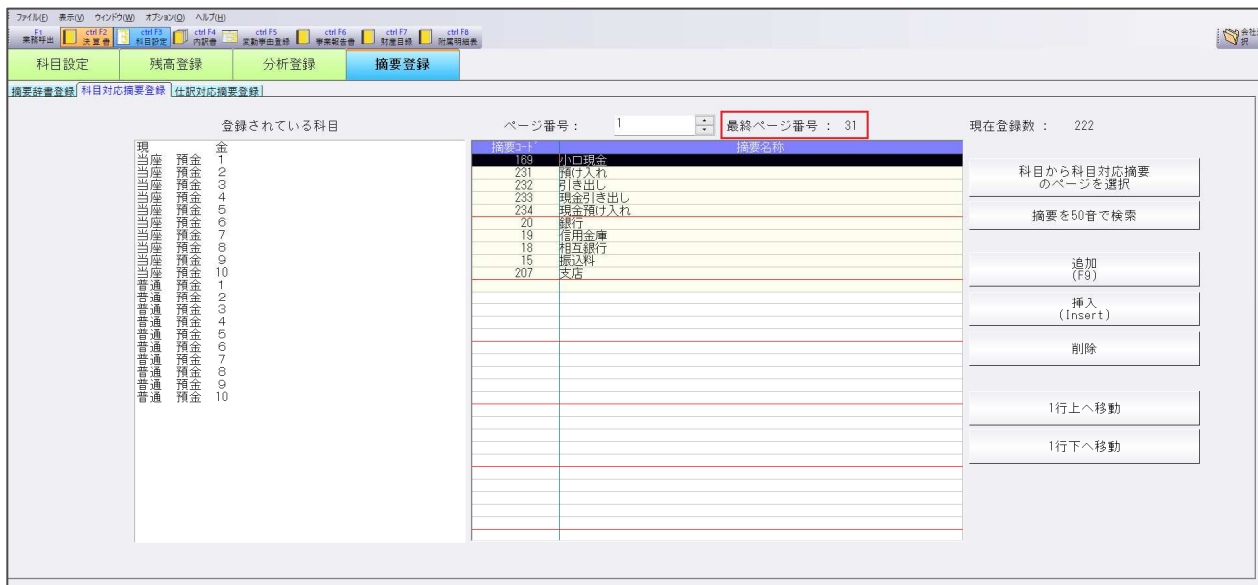 ファイル(F) 表示(V) ウィンドウ(W) オプション(O) ヘルプ(H)
F1 業務呼出 ctrl F2 決算書 ctrl F3 科目設定 ctrl F4 内訳書 ctrl F5 変動事由登録 ctrl F6 事業報告書 ctrl F7 財産目録 ctrl F8 附属明細表
科目設定 残高登録 分析登録 摘要登録
摘要辞書登録 科目対応摘要登録 仕訳対応摘要登録
登録されている科目 ページ番号: 1 最終ページ番号 : 31 現在登録数 : 222
現 金
当座 預金 1
当座 預金 2
当座 預金 3
当座 預金 4
当座 預金 5
当座 預金 6
当座 預金 7
当座 預金 8
当座 預金 9
当座 預金 10
普通 預金 1
普通 預金 2
普通 預金 3
普通 預金 4
普通 預金 5
普通 預金 6
普通 預金 7
普通 預金 8
普通 預金 9
普通 預金 10
摘要コード 摘要名称
169 小口現金
231 預け入れ
232 引き出し
233 現金引き出し
234 現金預け入れ
20 銀行
19 信用金庫
18 相互銀行
15 振込料
207 支店
科目から科目対応摘要
のページを選択
摘要を50音で検索
追加
(F9)
挿入
(Insert)
削除
1行上へ移動
1行下へ移動